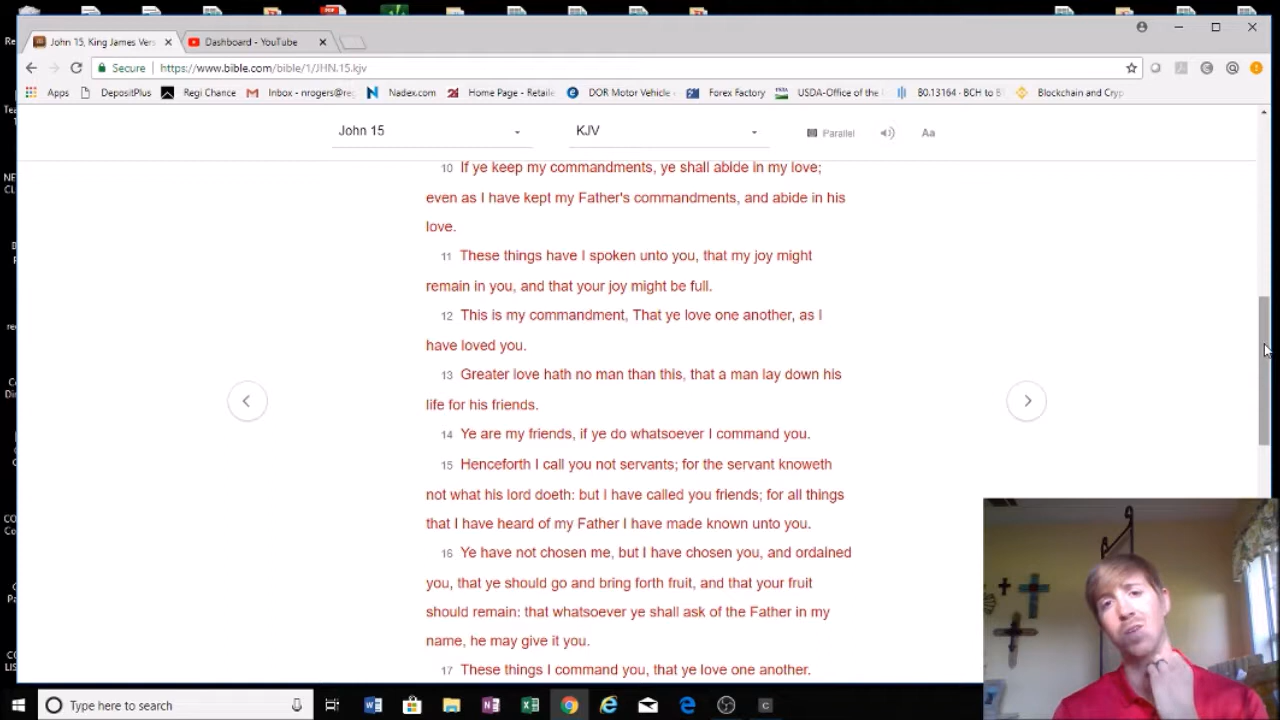 John 15, King James Vers
Dashboard - YouTube
Secure https://www.bible.com/bible/1/JHN.15.kjv
Apps DepositPlus Regi Chance Inbox - nrogers@re Nadex.com Home Page - Retaile DOR Motor Vehicle Forex Factory USDA-Office of the B0.13164 - BCH to B Blockchain and Cryp
John 15 KJV Parallel Aa
10 If ye keep my commandments, ye shall abide in my love;
even as I have kept my Father's commandments, and abide in his
love.
11 These things have I spoken unto you, that my joy might
remain in you, and that your joy might be full.
12 This is my commandment, That ye love one another, as I
have loved you.
13 Greater love hath no man than this, that a man lay down his
life for his friends.
14 Ye are my friends, if ye do whatsoever I command you.
15 Henceforth I call you not servants; for the servant knoweth
not what his lord doeth: but I have called you friends; for all things
that I have heard of my Father I have made known unto you.
16 Ye have not chosen me, but I have chosen you, and ordained
you, that ye should go and bring forth fruit, and that your fruit
should remain: that whatsoever ye shall ask of the Father in my
name, he may give it you.
17 These things I command you, that ye love one another.
Type here to search